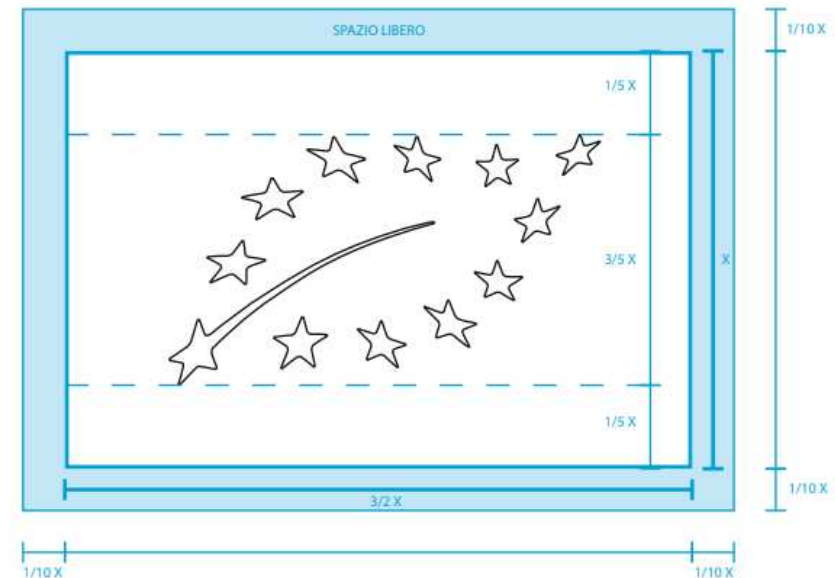 SPAZIO LIBERO
1/10 X
1/5 X
3/5 X
X
1/5 X
1/10 X
3/2 X
1/10 X
1/10 X